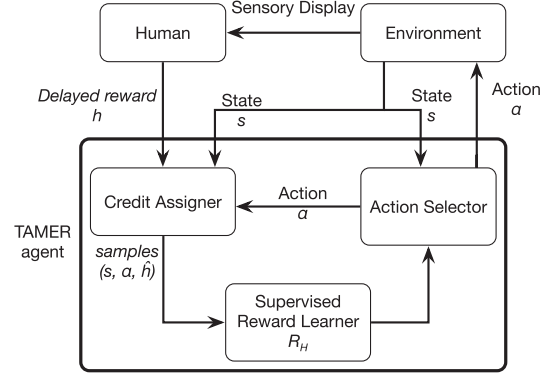 Sensory Display
Human
Environment
Delayed reward
h
State
s
State
s
Action
a
TAMER
agent
Credit Assigner
Action
a
Action Selector
samples
(s, a, ĥ)
Supervised
Reward Learner
R_H